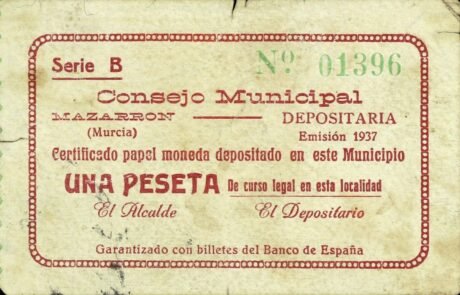 Serie B Nº 01396
Consejo Municipal
MAZARRON DEPOSITARIA
(Murcia) Emisión 1937
Certificado papel moneda depositado en este Municipio
UNA PESETA De curso legal en esta localidad
El Alcalde El Depositario
Garantizado con billetes del Banco de España